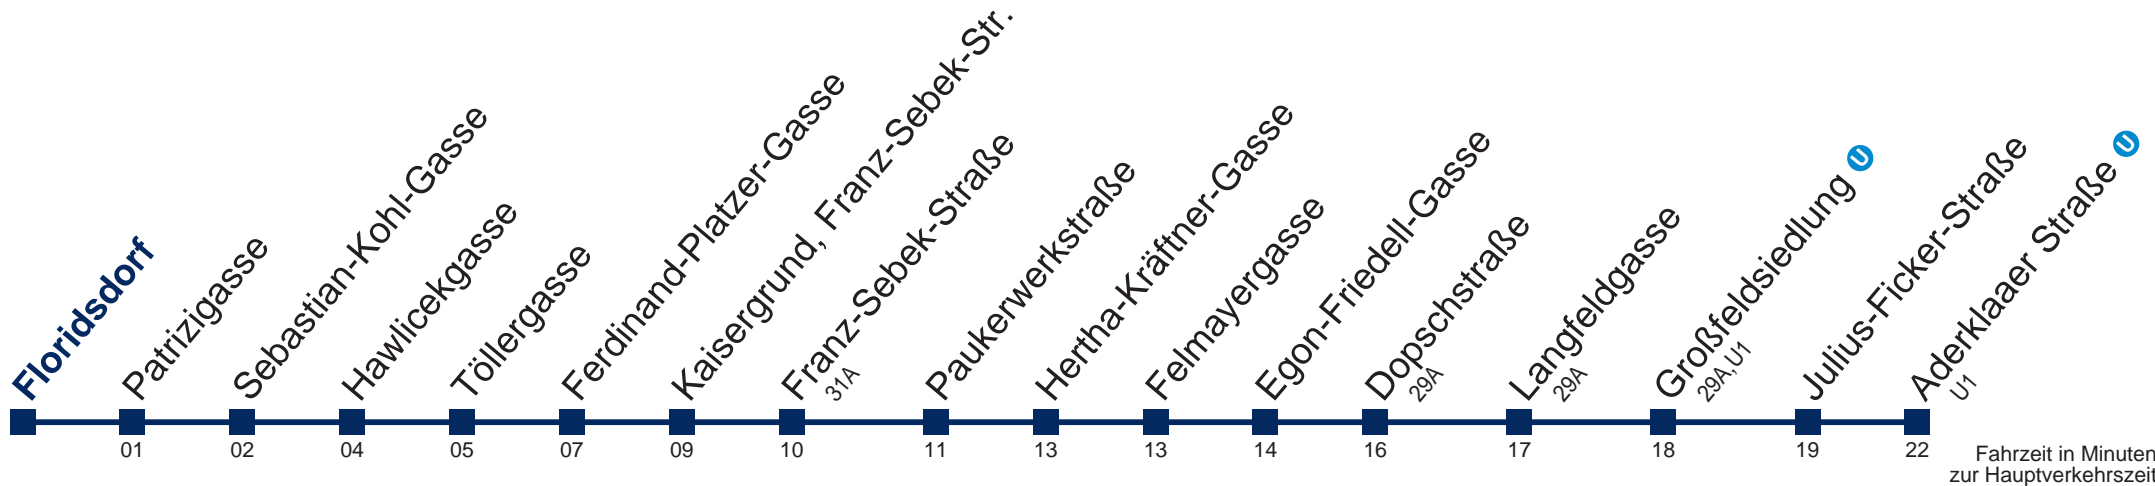 Floridsdorf
Patrizigasse
01
Sebastian-Kohl-Gasse
02
Hawlicekgasse
04
Töllergasse
05
Ferdinand-Platzer-Gasse
07
Kaisergrund, Franz-Sebek-Str.
09
Franz-Sebek-Straße
31A
10
Paukerwerkstraße
11
Hertha-Kräftner-Gasse
13
Felmayergasse
13
Egon-Friedell-Gasse
14
Dopschstraße
29A
16
Langfeldgasse
29A
17
Großfeldsiedlung U
29A, U1
18
Julius-Ficker-Straße
19
Aderklaaer Straße U
U1
22
Fahrzeit in Minuten
zur Hauptverkehrszeit